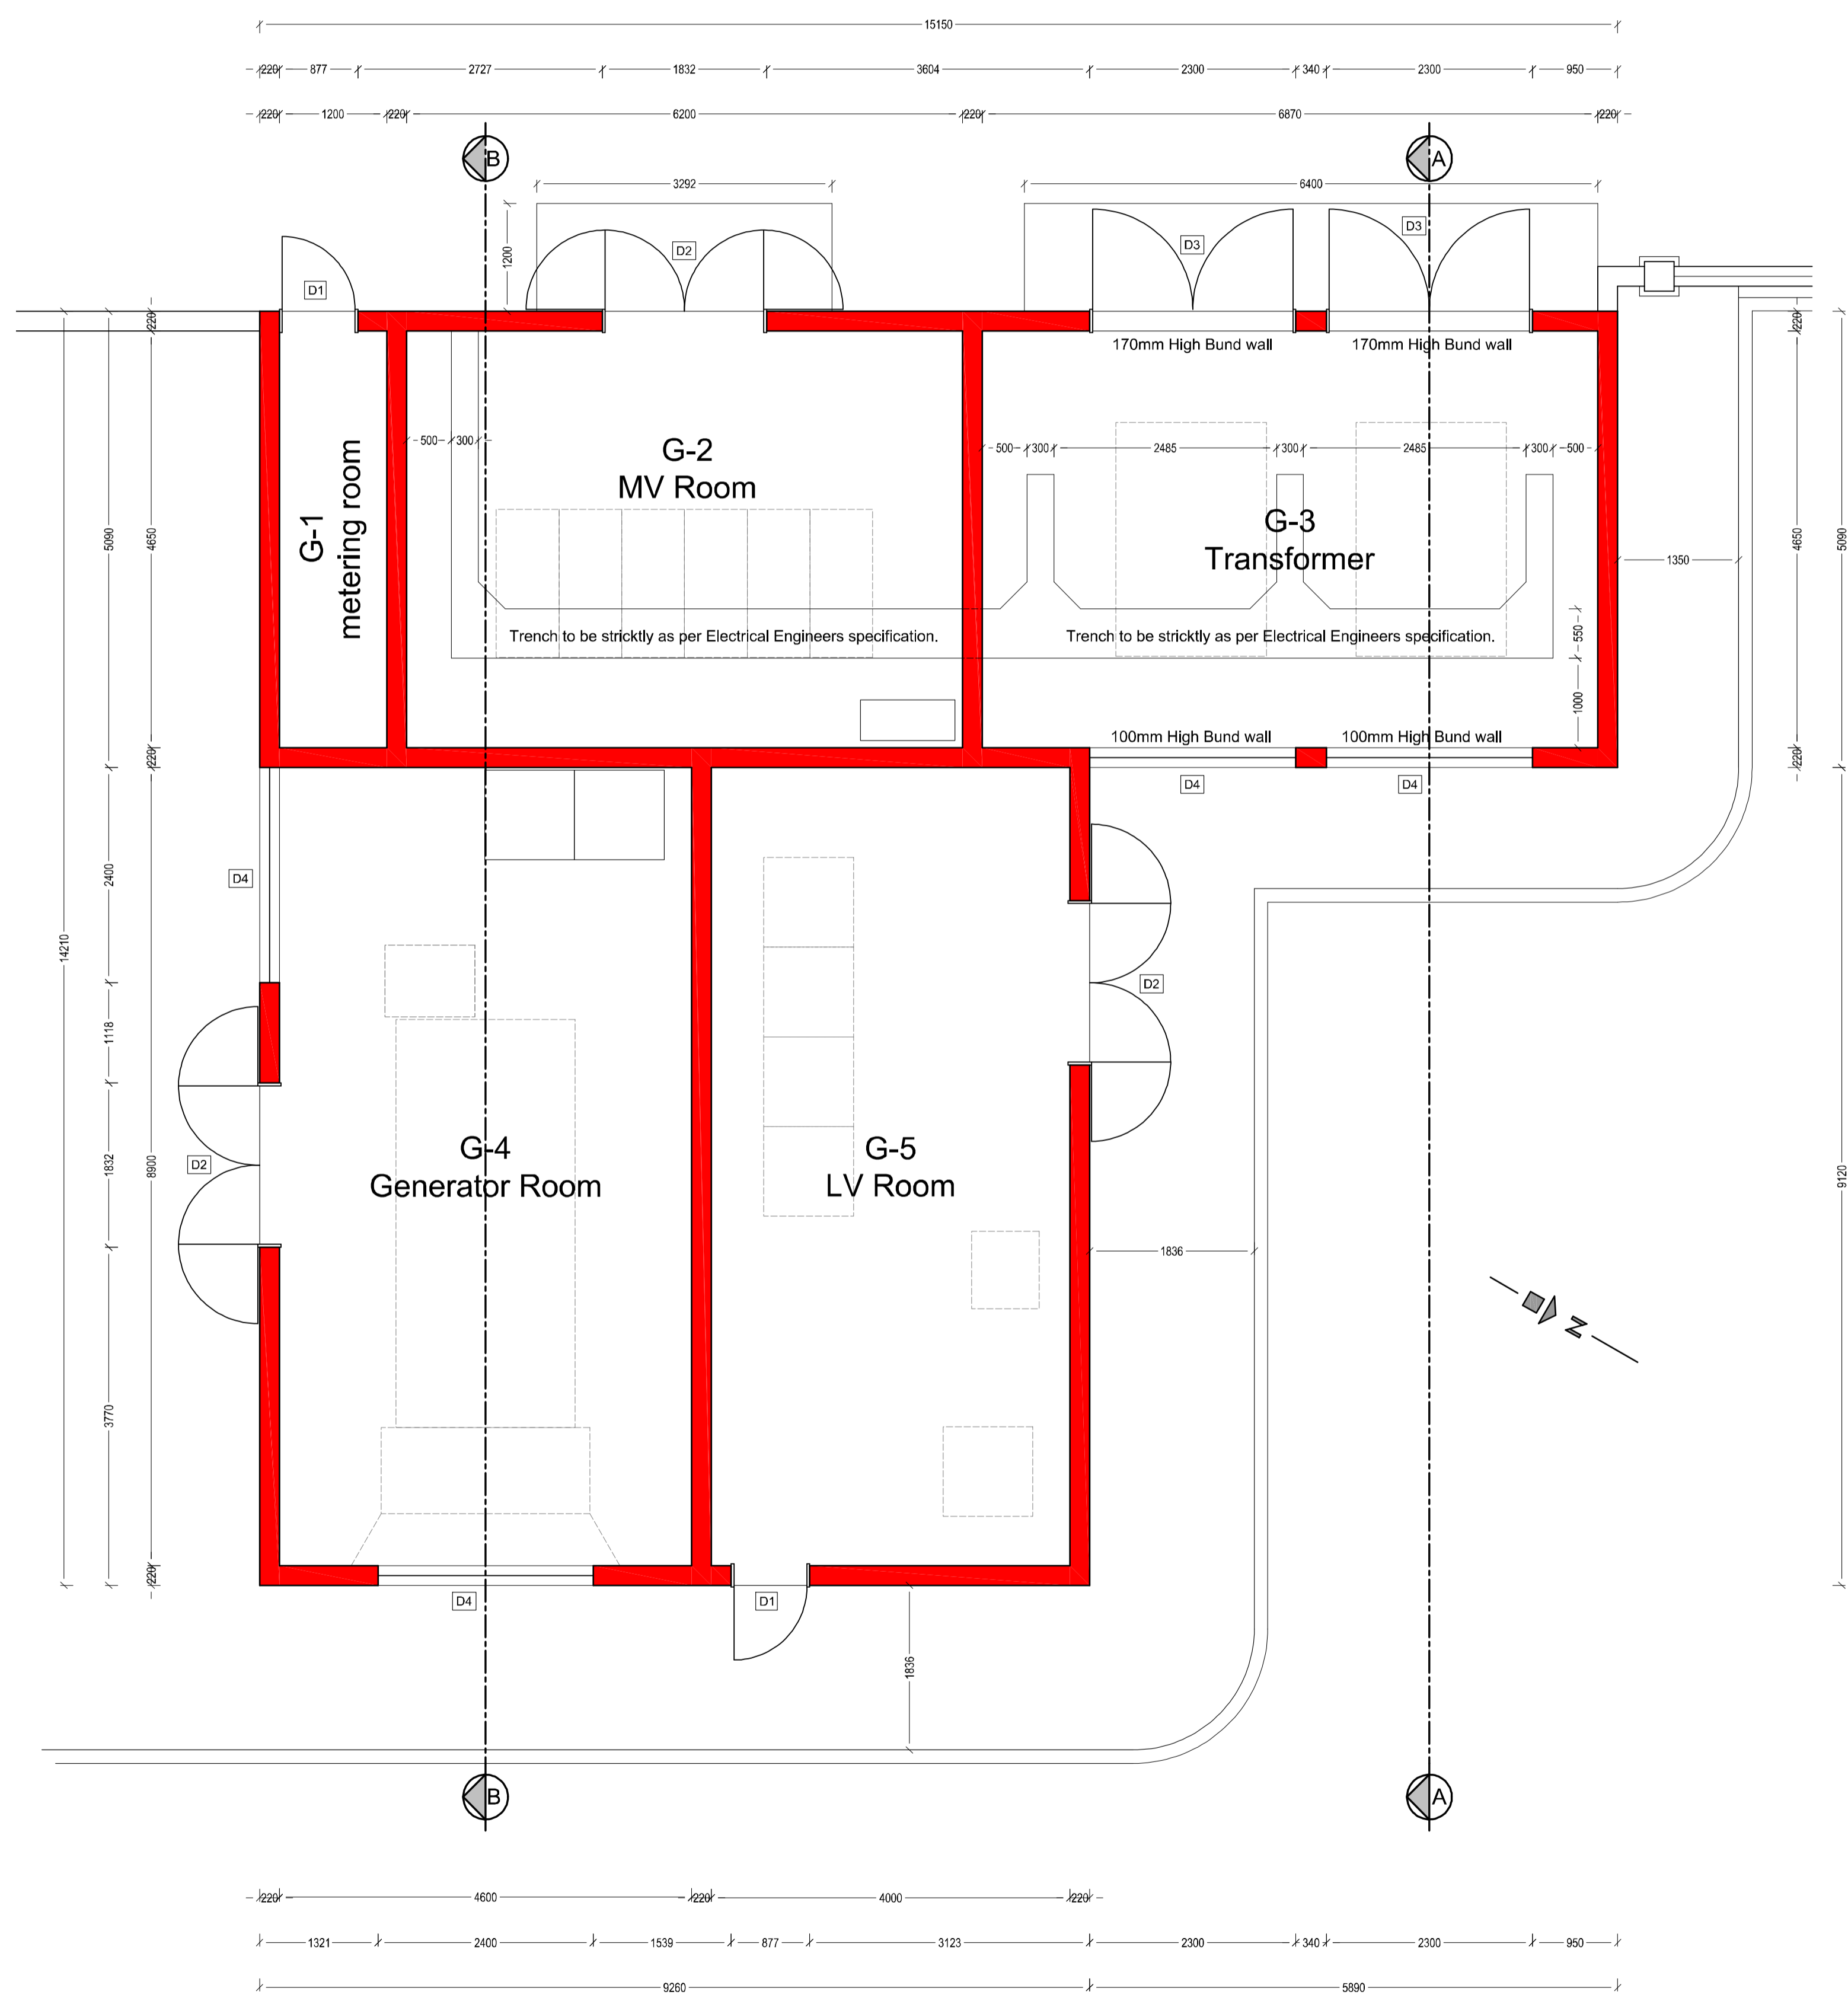 15150
220 877 2727 1832 3604 2300 340 2300 950
220 1200 220 6200 220 6870 220
B A
3292 6400
1200
D1 D2 D3 D3
220 220
170mm High Bund wall 170mm High Bund wall
500 300
G-2
MV Room
500 300 2485 300 2485 300 500
G-1
metering room
G-3
Transformer
5090 4650 1350 4650 5090
Trench to be stricktly as per Electrical Engineers specification. Trench to be stricktly as per Electrical Engineers specification.
550
1000
100mm High Bund wall 100mm High Bund wall
220 220
D4 D4
2400 D4
14210
D2
1118
G-4
Generator Room
G-5
LV Room
1832 8900 D2 9120
1836
N
3770
220
D4 D1
1836
B A
220 4600 220 4000 220
1321 2400 1539 877 3123 2300 340 2300 950
9260 5890